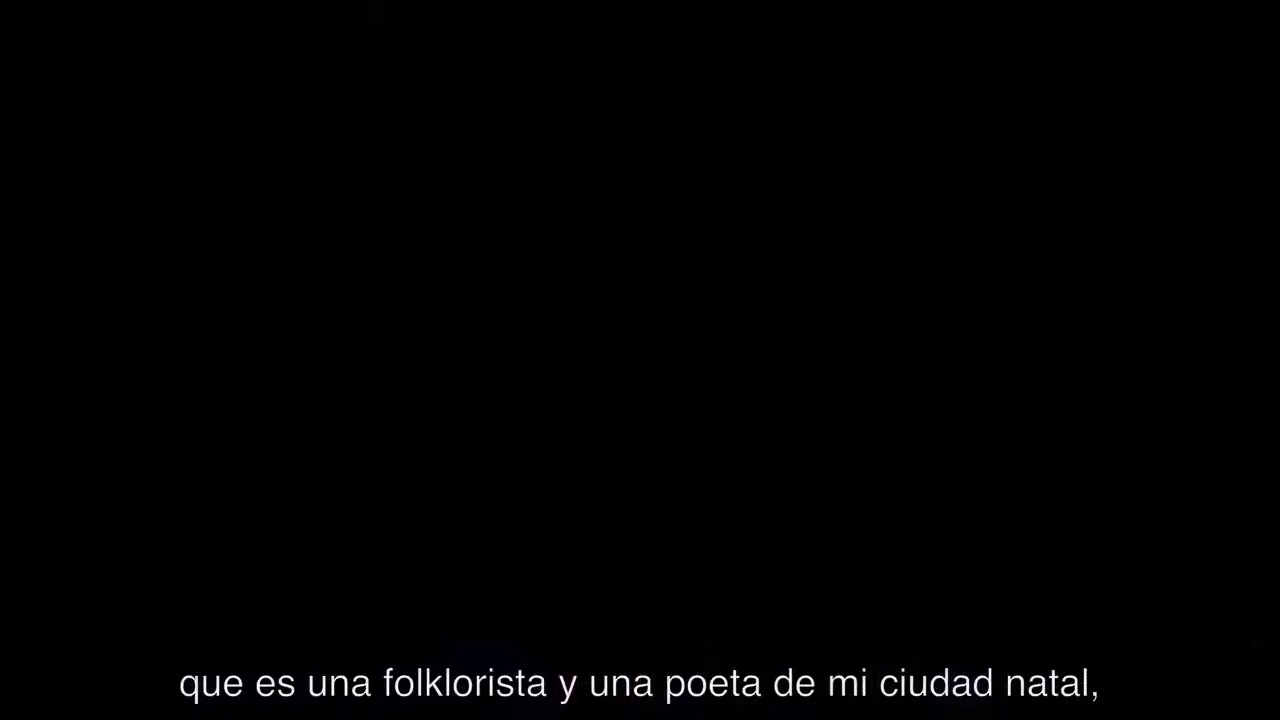 que es una folklorista y una poeta de mi ciudad natal,